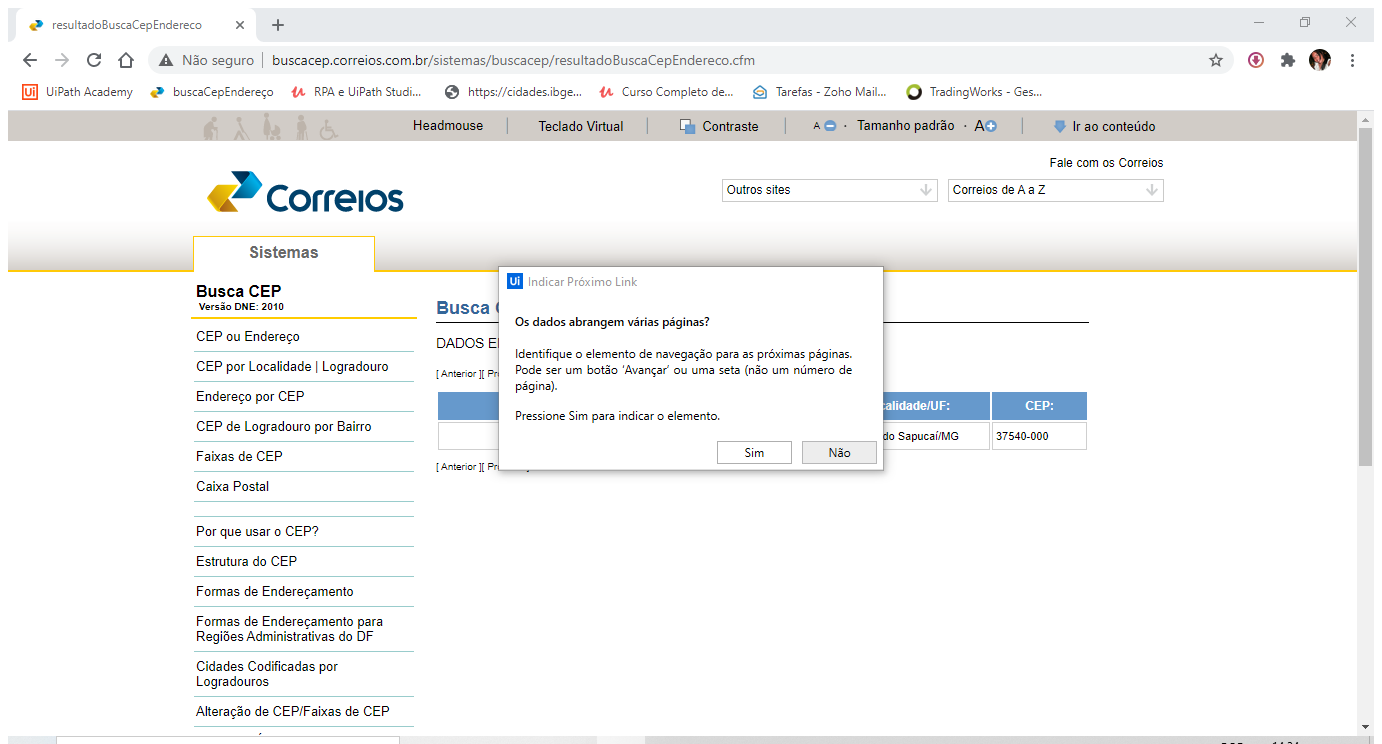 resultadoBuscaCepEndereco
Não seguro
buscacep.correios.com.br/sistemas/buscacep/resultadoBuscaCepEndereco.cfm
Ui UiPath Academy
buscaCepEndereço
RPA e UiPath Studi...
https://cidades.ibge...
Curso Completo de...
Tarefas - Zoho Mail...
TradingWorks - Ges...
Headmouse
Teclado Virtual
Contraste
A · Tamanho padrão · A
Ir ao conteúdo
Fale com os Correios
Correios
Outros sites
Correios de A a Z
Sistemas
Busca CEP
Versão DNE: 2010
CEP ou Endereço
CEP por Localidade | Logradouro
Endereço por CEP
CEP de Logradouro por Bairro
Faixas de CEP
Caixa Postal
Por que usar o CEP?
Estrutura do CEP
Formas de Endereçamento
Formas de Endereçamento para
Regiões Administrativas do DF
Cidades Codificadas por
Logradouros
Alteração de CEP/Faixas de CEP
Busca
DADOS
[ Anterior ][
alidade/UF:
CEP:
do Sapucaí/MG
37540-000
[ Anterior ][
Ui Indicar Próximo Link
Os dados abrangem várias páginas?
Identifique o elemento de navegação para as próximas páginas.
Pode ser um botão ‘Avançar’ ou uma seta (não um número de
página).
Pressione Sim para indicar o elemento.
Sim
Não